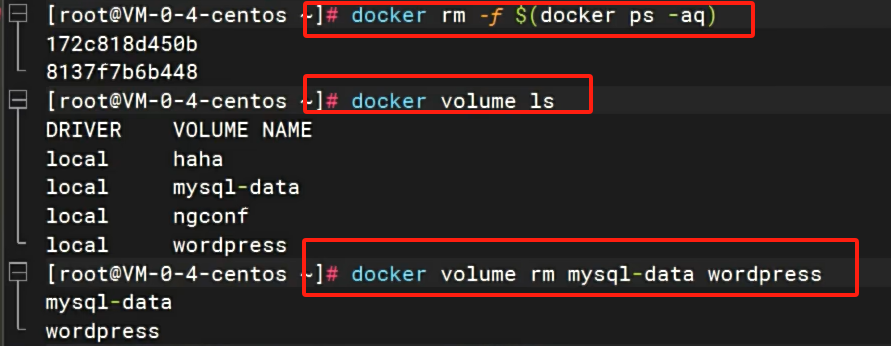 [root@VM-0-4-centos ~]# docker rm -f $(docker ps -aq)
172c818d450b
8137f7b6b448
[root@VM-0-4-centos ~]# docker volume ls
DRIVER    VOLUME NAME
local     haha
local     mysql-data
local     ngconf
local     wordpress
[root@VM-0-4-centos ~]# docker volume rm mysql-data wordpress
mysql-data
wordpress